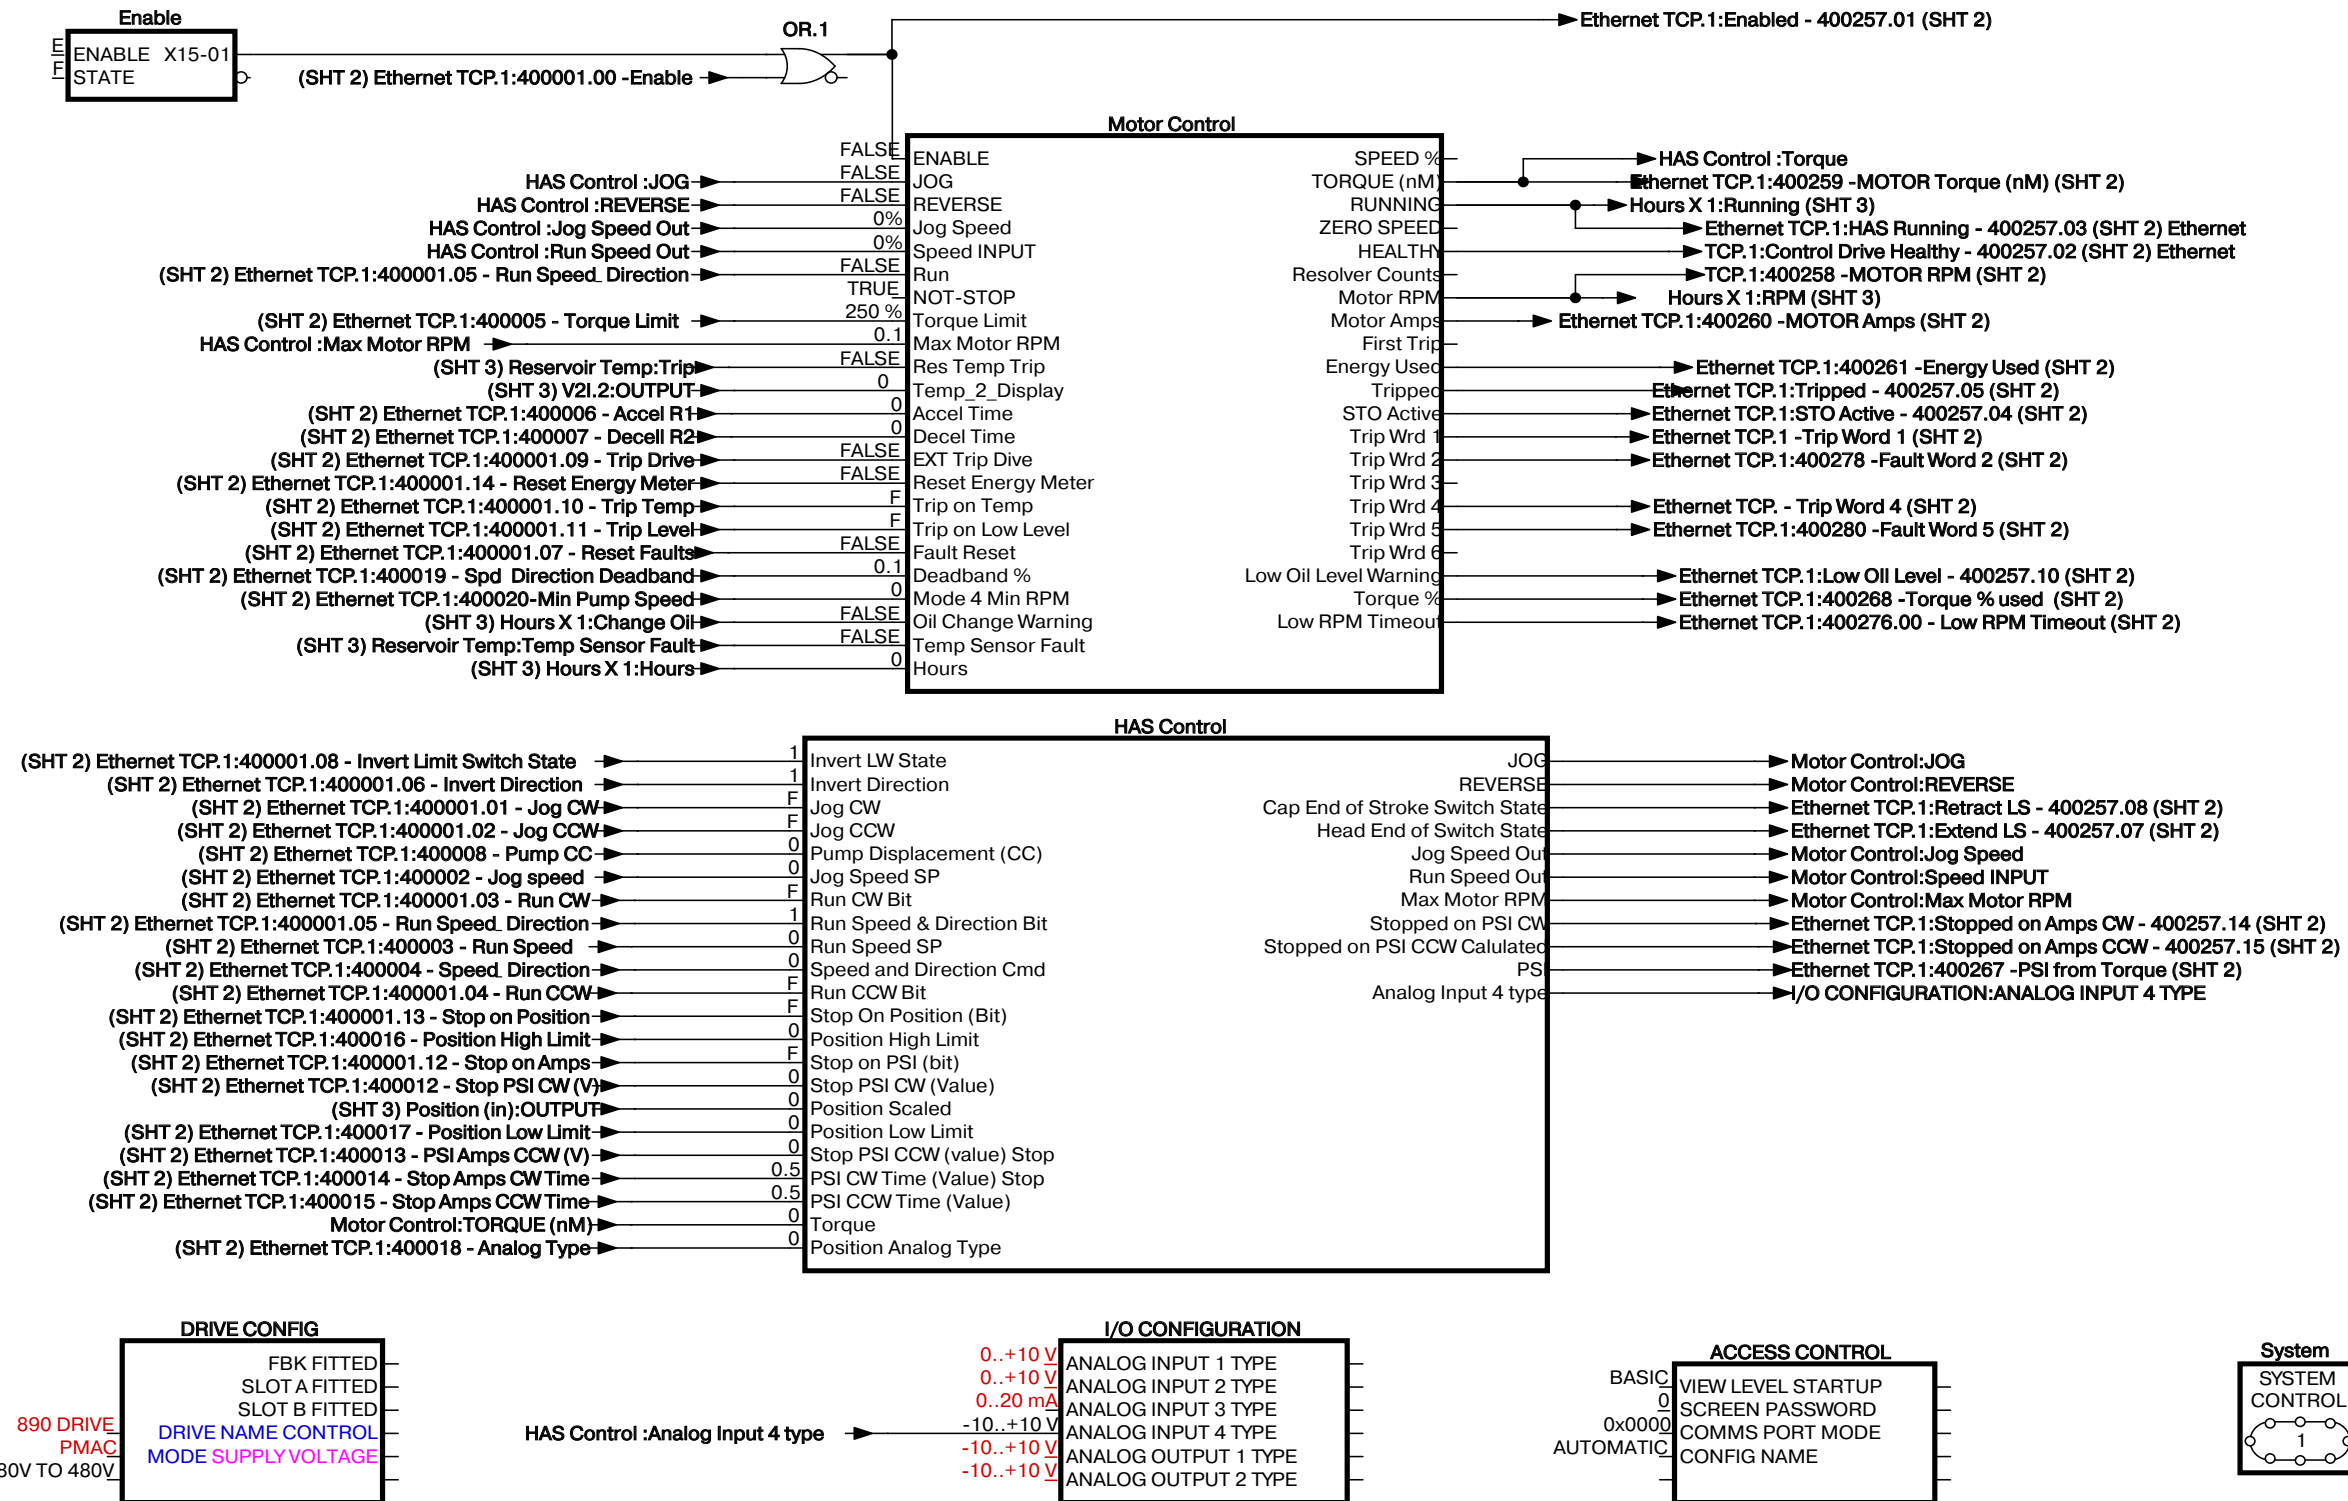 Enable
E
F
ENABLE X15-01
STATE
OR.1
(SHT 2) Ethernet TCP.1:400001.00 -Enable
Ethernet TCP.1:Enabled - 400257.01 (SHT 2)
Motor Control
FALSE ENABLE
HAS Control :JOG FALSE JOG
HAS Control :REVERSE FALSE REVERSE
HAS Control :Jog Speed Out 0% Jog Speed
HAS Control :Run Speed Out 0% Speed INPUT
(SHT 2) Ethernet TCP.1:400001.05 - Run Speed_Direction FALSE Run
TRUE NOT-STOP
(SHT 2) Ethernet TCP.1:400005 - Torque Limit 250 % Torque Limit
HAS Control :Max Motor RPM 0.1 Max Motor RPM
(SHT 3) Reservoir Temp:Trip FALSE Res Temp Trip
(SHT 3) V2I.2:OUTPUT 0 Temp_2_Display
(SHT 2) Ethernet TCP.1:400006 - Accel R1 0 Accel Time
(SHT 2) Ethernet TCP.1:400007 - Decell R2 0 Decel Time
(SHT 2) Ethernet TCP.1:400001.09 - Trip Drive FALSE EXT Trip Dive
(SHT 2) Ethernet TCP.1:400001.14 - Reset Energy Meter FALSE Reset Energy Meter
(SHT 2) Ethernet TCP.1:400001.10 - Trip Temp F Trip on Temp
(SHT 2) Ethernet TCP.1:400001.11 - Trip Level F Trip on Low Level
(SHT 2) Ethernet TCP.1:400001.07 - Reset Faults FALSE Fault Reset
(SHT 2) Ethernet TCP.1:400019 - Spd Direction Deadband 0.1 Deadband %
(SHT 2) Ethernet TCP.1:400020-Min Pump Speed 0 Mode 4 Min RPM
(SHT 3) Hours X 1:Change Oil FALSE Oil Change Warning
(SHT 3) Reservoir Temp:Temp Sensor Fault FALSE Temp Sensor Fault
(SHT 3) Hours X 1:Hours 0 Hours
SPEED % HAS Control :Torque
TORQUE (nM) Ethernet TCP.1:400259 -MOTOR Torque (nM) (SHT 2)
RUNNING Hours X 1:Running (SHT 3)
ZERO SPEED Ethernet TCP.1:HAS Running - 400257.03 (SHT 2) Ethernet
HEALTHY TCP.1:Control Drive Healthy - 400257.02 (SHT 2) Ethernet
Resolver Counts TCP.1:400258 -MOTOR RPM (SHT 2)
Motor RPM Hours X 1:RPM (SHT 3)
Motor Amps Ethernet TCP.1:400260 -MOTOR Amps (SHT 2)
First Trip
Energy Used Ethernet TCP.1:400261 -Energy Used (SHT 2)
Tripped Ethernet TCP.1:Tripped - 400257.05 (SHT 2)
STO Active Ethernet TCP.1:STO Active - 400257.04 (SHT 2)
Trip Wrd 1 Ethernet TCP.1 -Trip Word 1 (SHT 2)
Trip Wrd 2 Ethernet TCP.1:400278 -Fault Word 2 (SHT 2)
Trip Wrd 3
Trip Wrd 4 Ethernet TCP. - Trip Word 4 (SHT 2)
Trip Wrd 5 Ethernet TCP.1:400280 -Fault Word 5 (SHT 2)
Trip Wrd 6
Low Oil Level Warning Ethernet TCP.1:Low Oil Level - 400257.10 (SHT 2)
Torque % Ethernet TCP.1:400268 -Torque % used (SHT 2)
Low RPM Timeout Ethernet TCP.1:400276.00 - Low RPM Timeout (SHT 2)
HAS Control
(SHT 2) Ethernet TCP.1:400001.08 - Invert Limit Switch State 1 Invert LW State
(SHT 2) Ethernet TCP.1:400001.06 - Invert Direction 1 Invert Direction
(SHT 2) Ethernet TCP.1:400001.01 - Jog CW F Jog CW
(SHT 2) Ethernet TCP.1:400001.02 - Jog CCW F Jog CCW
(SHT 2) Ethernet TCP.1:400008 - Pump CC 0 Pump Displacement (CC)
(SHT 2) Ethernet TCP.1:400002 - Jog speed 0 Jog Speed SP
(SHT 2) Ethernet TCP.1:400001.03 - Run CW F Run CW Bit
(SHT 2) Ethernet TCP.1:400001.05 - Run Speed_Direction 1 Run Speed & Direction Bit
(SHT 2) Ethernet TCP.1:400003 - Run Speed 0 Run Speed SP
(SHT 2) Ethernet TCP.1:400004 - Speed_Direction 0 Speed and Direction Cmd
(SHT 2) Ethernet TCP.1:400001.04 - Run CCW F Run CCW Bit
(SHT 2) Ethernet TCP.1:400001.13 - Stop on Position F Stop On Position (Bit)
(SHT 2) Ethernet TCP.1:400016 - Position High Limit 0 Position High Limit
(SHT 2) Ethernet TCP.1:400001.12 - Stop on Amps F Stop on PSI (bit)
(SHT 2) Ethernet TCP.1:400012 - Stop PSI CW (V) 0 Stop PSI CW (Value)
(SHT 3) Position (in):OUTPUT 0 Position Scaled
(SHT 2) Ethernet TCP.1:400017 - Position Low Limit 0 Position Low Limit
(SHT 2) Ethernet TCP.1:400013 - PSI Amps CCW (V) 0 Stop PSI CCW (value) Stop
(SHT 2) Ethernet TCP.1:400014 - Stop Amps CW Time 0.5 PSI CW Time (Value) Stop
(SHT 2) Ethernet TCP.1:400015 - Stop Amps CCW Time 0.5 PSI CCW Time (Value)
Motor Control:TORQUE (nM) 0 Torque
(SHT 2) Ethernet TCP.1:400018 - Analog Type 0 Position Analog Type
JOG Motor Control:JOG
REVERSE Motor Control:REVERSE
Cap End of Stroke Switch State Ethernet TCP.1:Retract LS - 400257.08 (SHT 2)
Head End of Switch State Ethernet TCP.1:Extend LS - 400257.07 (SHT 2)
Jog Speed Out Motor Control:Jog Speed
Run Speed Out Motor Control:Speed INPUT
Max Motor RPM Motor Control:Max Motor RPM
Stopped on PSI CW Ethernet TCP.1:Stopped on Amps CW - 400257.14 (SHT 2)
Stopped on PSI CCW Calulated Ethernet TCP.1:Stopped on Amps CCW - 400257.15 (SHT 2)
PSI Ethernet TCP.1:400267 -PSI from Torque (SHT 2)
Analog Input 4 type I/O CONFIGURATION:ANALOG INPUT 4 TYPE
DRIVE CONFIG
FBK FITTED
SLOT A FITTED
SLOT B FITTED
890 DRIVE DRIVE NAME CONTROL
PMAC MODE SUPPLY VOLTAGE
80V TO 480V
I/O CONFIGURATION
0..+10 V ANALOG INPUT 1 TYPE
0..+10 V ANALOG INPUT 2 TYPE
0..20 mA ANALOG INPUT 3 TYPE
HAS Control :Analog Input 4 type -10..+10 V ANALOG INPUT 4 TYPE
-10..+10 V ANALOG OUTPUT 1 TYPE
-10..+10 V ANALOG OUTPUT 2 TYPE
ACCESS CONTROL
BASIC VIEW LEVEL STARTUP
0 SCREEN PASSWORD
0x0000 COMMS PORT MODE
AUTOMATIC CONFIG NAME
System
SYSTEM
CONTROL
1